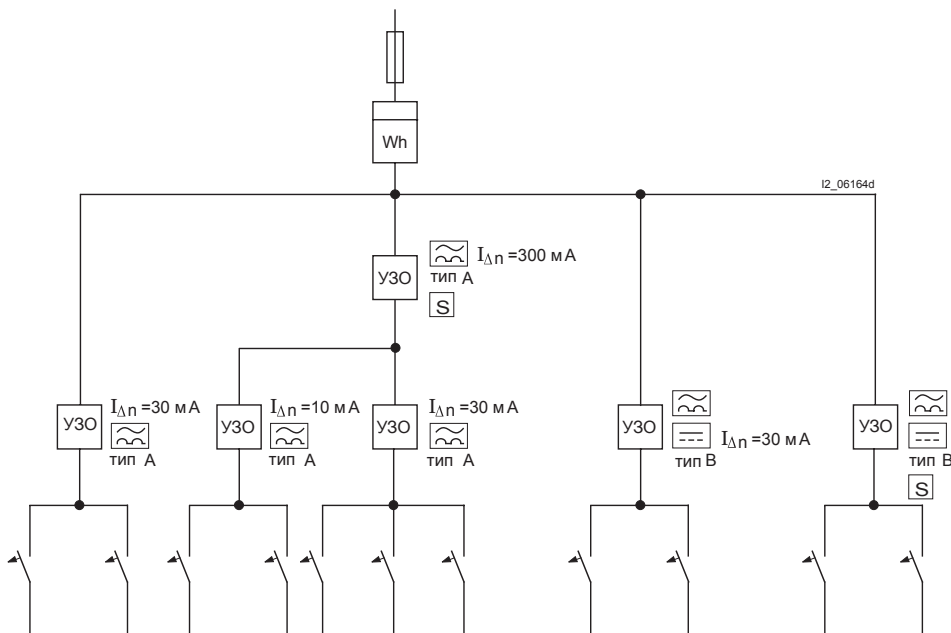 Wh
I2_06164d
УЗО
IΔn =300 мА
тип A
S
УЗО
IΔn =30 мА
тип A
УЗО
IΔn =10 мА
тип A
УЗО
IΔn =30 мА
тип A
УЗО
IΔn =30 мА
тип B
УЗО
тип B
S